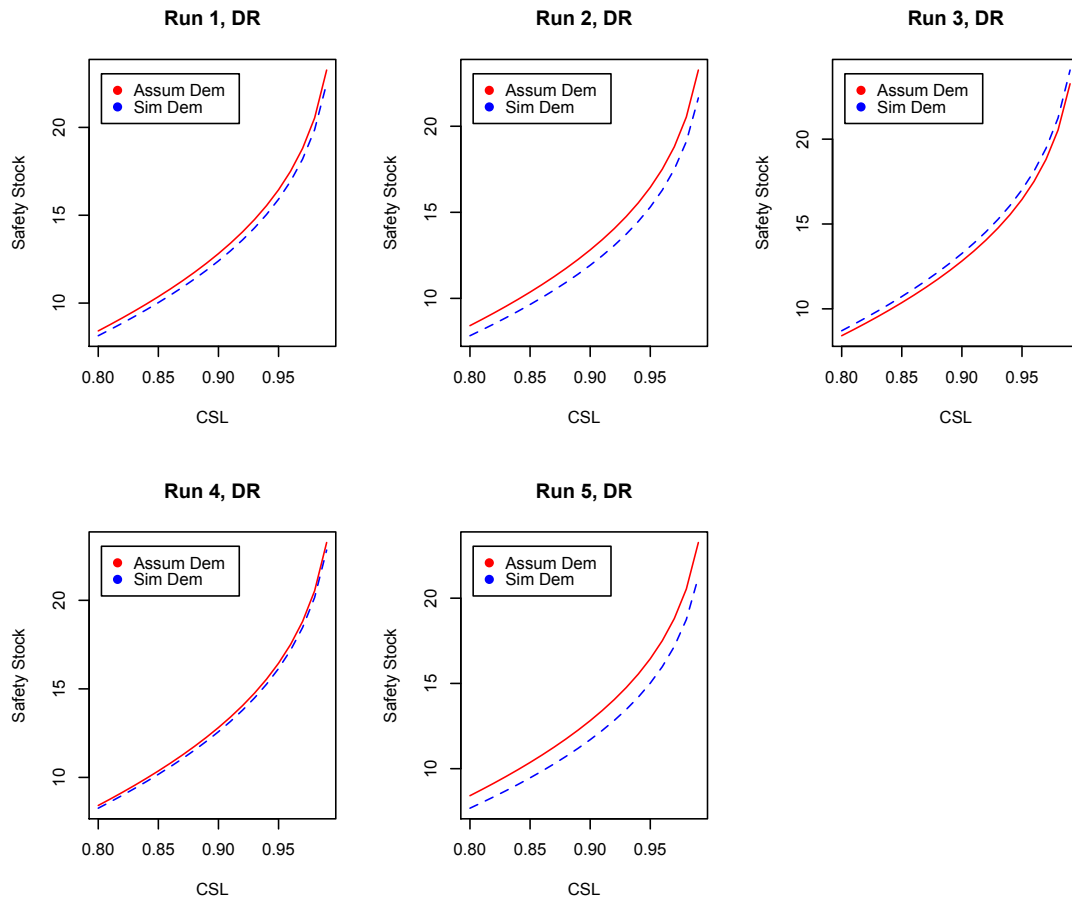 Run 1, DR
Assum Dem
Sim Dem
Safety Stock
20
15
10
0.80 0.85 0.90 0.95
CSL
Run 2, DR
Assum Dem
Sim Dem
Safety Stock
20
15
10
0.80 0.85 0.90 0.95
CSL
Run 3, DR
Assum Dem
Sim Dem
Safety Stock
20
15
10
0.80 0.85 0.90 0.95
CSL
Run 4, DR
Assum Dem
Sim Dem
Safety Stock
20
15
10
0.80 0.85 0.90 0.95
CSL
Run 5, DR
Assum Dem
Sim Dem
Safety Stock
20
15
10
0.80 0.85 0.90 0.95
CSL